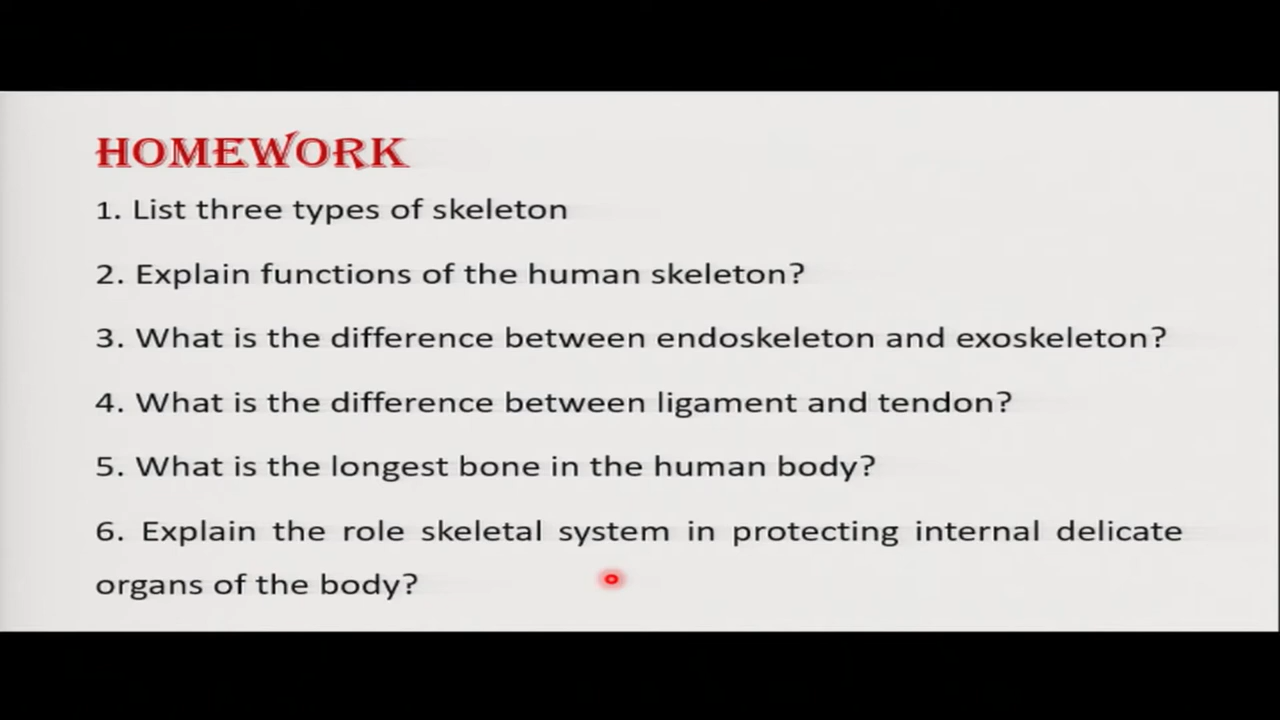 HOMEWORK
1. List three types of skeleton
2. Explain functions of the human skeleton?
3. What is the difference between endoskeleton and exoskeleton?
4. What is the difference between ligament and tendon?
5. What is the longest bone in the human body?
6. Explain the role skeletal system in protecting internal delicate
organs of the body?